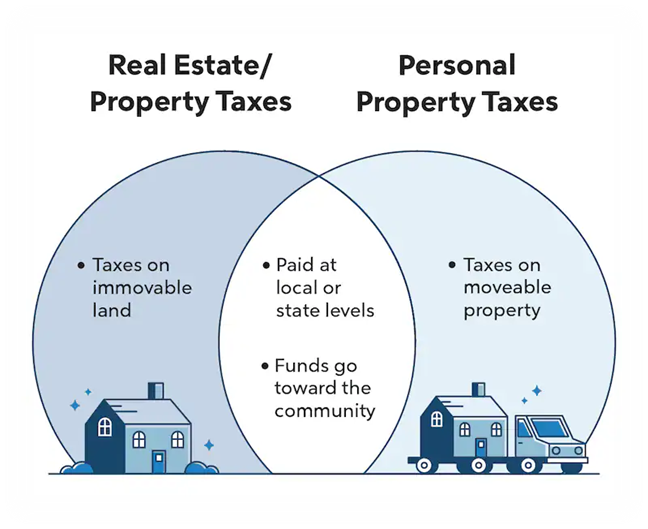 Real Estate/
Property Taxes
Personal
Property Taxes
• Taxes on
immovable
land
• Paid at
local or
state levels
• Funds go
toward the
community
• Taxes on
moveable
property